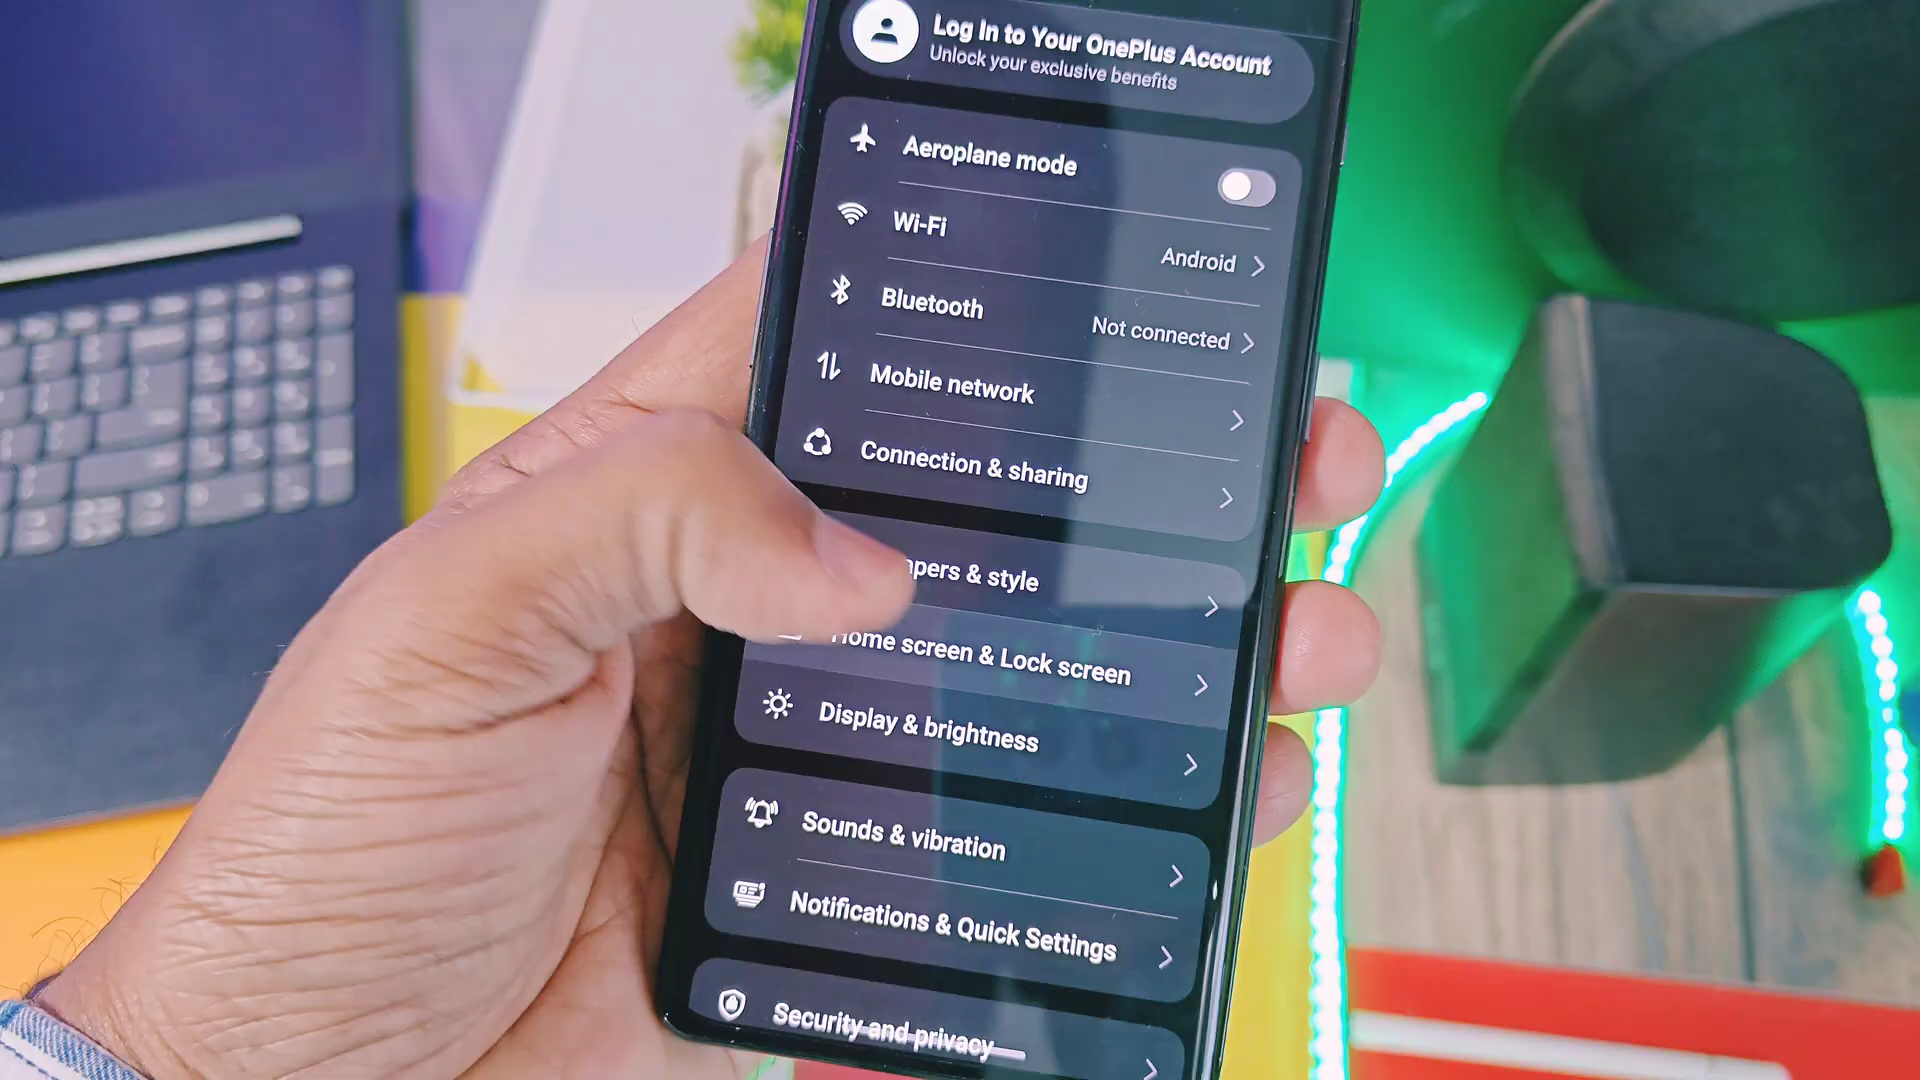 Log In to Your OnePlus Account
Unlock your exclusive benefits
Aeroplane mode
Wi-Fi
Android
Bluetooth
Not connected
Mobile network
Connection & sharing
& style
Home screen & Lock screen
Display & brightness
Sounds & vibration
Notifications & Quick Settings
Security and privacy